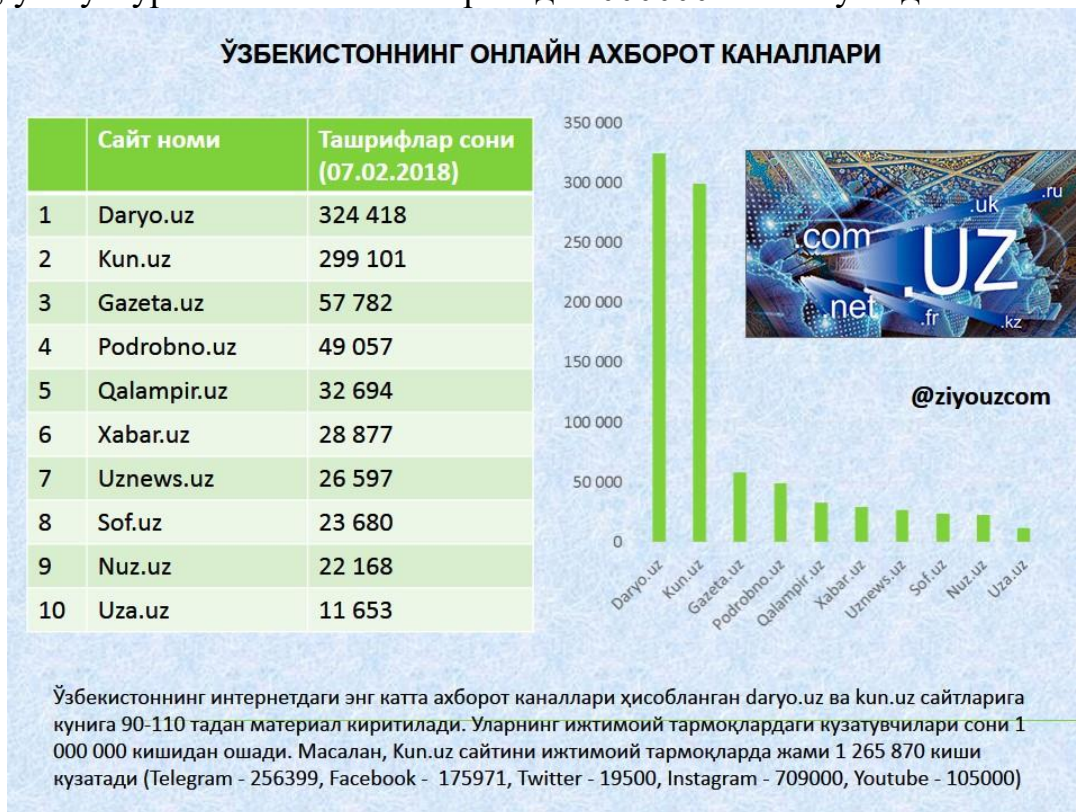 ЎЗБЕКИСТОННИНГ ОНЛАЙН АХБОРОТ КАНАЛЛАРИ
Сайт номи Ташрифлар сони
(07.02.2018)
1 Daryo.uz 324 418
2 Kun.uz 299 101
3 Gazeta.uz 57 782
4 Podrobno.uz 49 057
5 Qalampir.uz 32 694
6 Xabar.uz 28 877
7 Uznews.uz 26 597
8 Sof.uz 23 680
9 Nuz.uz 22 168
10 Uza.uz 11 653
350 000
300 000
250 000
200 000
150 000
100 000
50 000
0
Daryo.uz Kun.uz Gazeta.uz Podrobno.uz Qalampir.uz Xabar.uz Uznews.uz Sof.uz Nuz.uz Uza.uz
.uk .ru
.com .UZ
.net .fr .kz
@ziyouzcom
Ўзбекистоннинг интернетдаги энг катта ахборот каналлари ҳисобланган daryo.uz ва kun.uz сайтларига
кунига 90-110 тадан материал киритилади. Уларнинг ижтимоий тармоқлардаги кузатувчилари сони 1
000 000 кишидан ошади. Масалан, Kun.uz сайтини ижтимоий тармоқларда жами 1 265 870 киши
кузатади (Telegram - 256399, Facebook - 175971, Twitter - 19500, Instagram - 709000, Youtube - 105000)